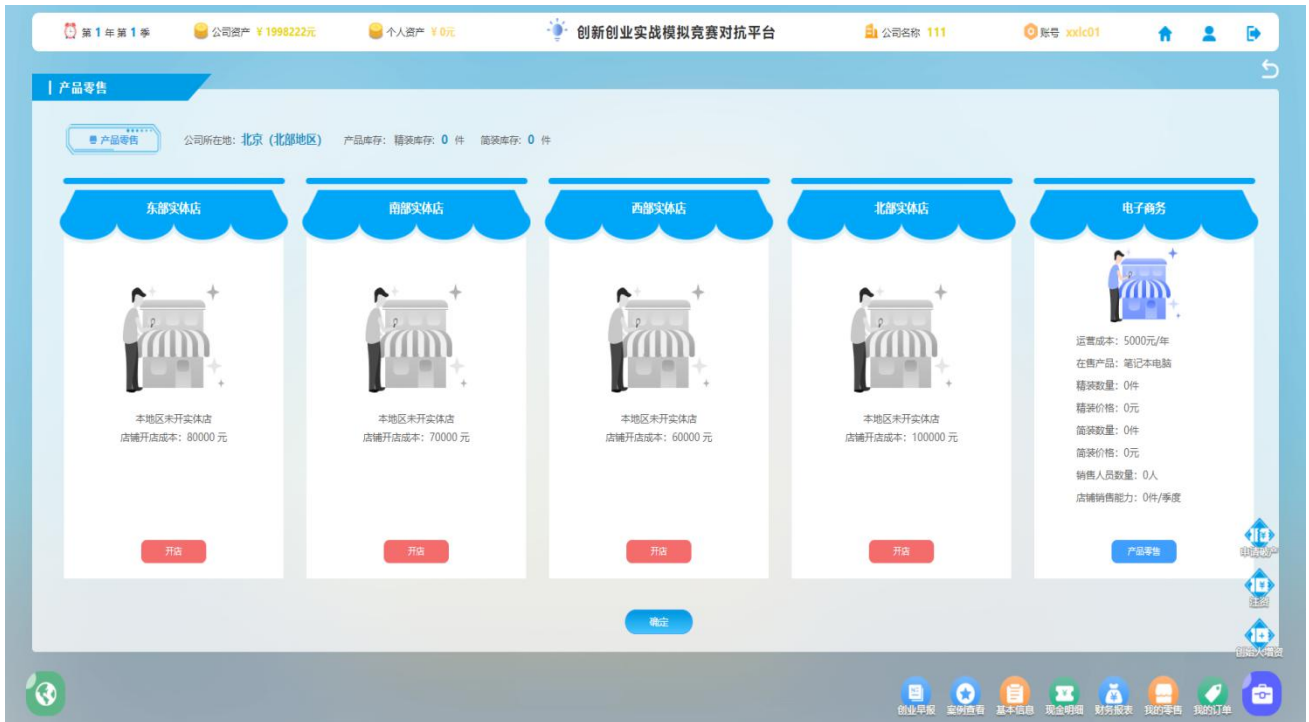 第 1 年第 1 季 公司资产 ¥ 1998222元 个人资产 ¥ 0元 创新创业实战模拟竞赛对抗平台 公司名称 111 账号 xxlc01
产品零售
产品零售 公司所在地：北京（北部地区） 产品库存：精装库存：0 件 简装库存：0 件
东部实体店
本地区未开实体店
店铺开店成本：80000 元
开店
南部实体店
本地区未开实体店
店铺开店成本：70000 元
开店
西部实体店
本地区未开实体店
店铺开店成本：60000 元
开店
北部实体店
本地区未开实体店
店铺开店成本：100000 元
开店
电子商务
运营成本：5000元/年
在售产品：笔记本电脑
精装数量：0件
精装价格：0元
简装数量：0件
简装价格：0元
销售人员数量：0人
店铺销售能力：0件/季度
产品零售
确定
申请破产
注资
创始人增资
创业早报 案例查看 基本信息 现金明细 财务报表 我的零售 我的订单